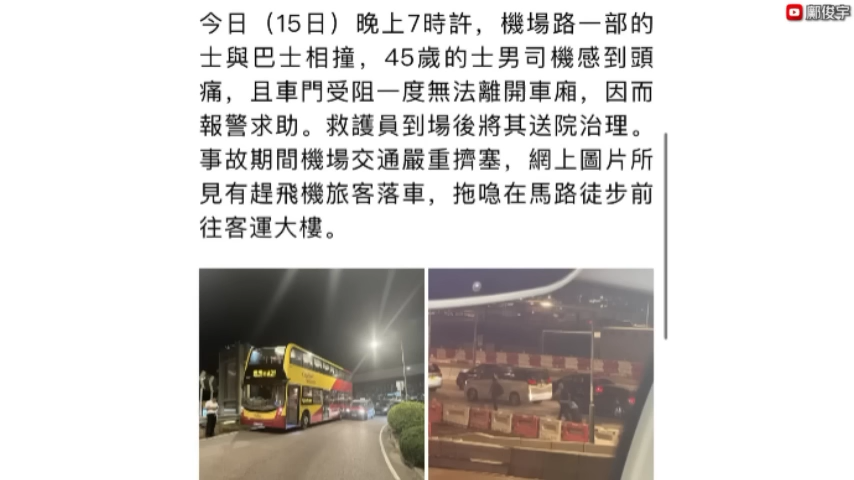 鄺俊宇
今日（15日）晚上7時許，機場路一部的
士與巴士相撞，45歲的士男司機感到頭
痛，且車門受阻一度無法離開車廂，因而
報警求助。救護員到場後將其送院治理。
事故期間機場交通嚴重擠塞，網上圖片所
見有趕飛機旅客落車，拖喼在馬路徒步前
往客運大樓。